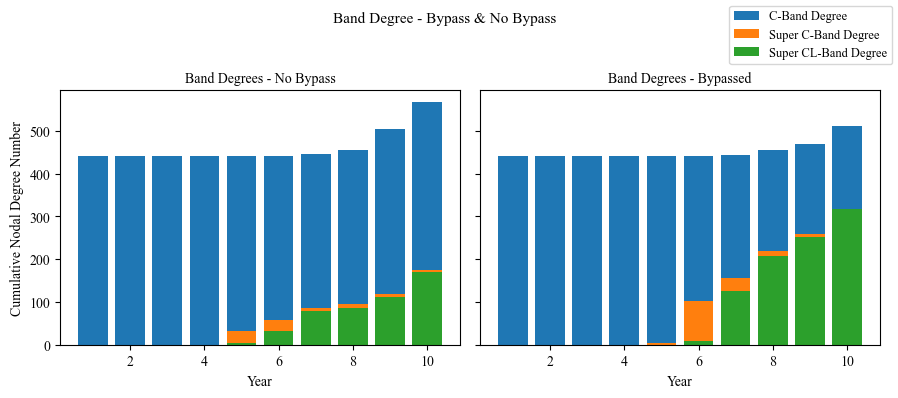 Band Degree - Bypass & No Bypass
C-Band Degree
Super C-Band Degree
Super CL-Band Degree
Band Degrees - No Bypass
Cumulative Nodal Degree Number
500
400
300
200
100
0
2 4 6 8 10
Year
Band Degrees - Bypassed
2 4 6 8 10
Year